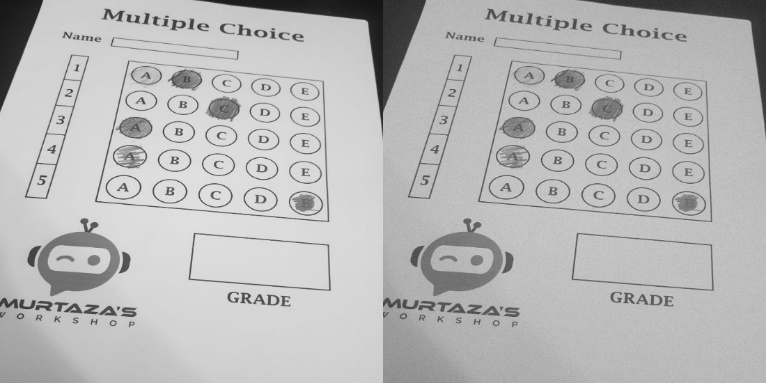 Multiple Choice
Name
1 A B C D E
2 A B C D E
3 A B C D E
4 A B C D E
5 A B C D E
MURTAZA'S
WORKSHOP
GRADE
Multiple Choice
Name
1 A B C D E
2 A B C D E
3 A B C D E
4 A B C D E
5 A B C D E
MURTAZA'S
WORKSHOP
GRADE